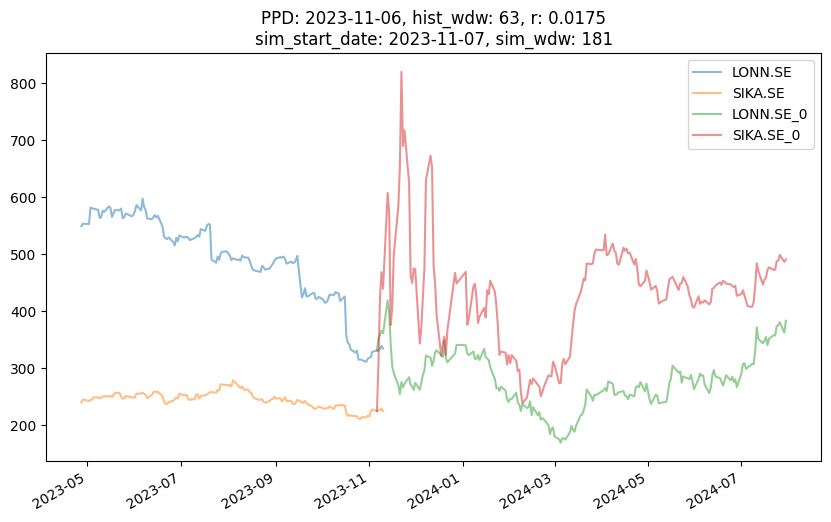 PPD: 2023-11-06, hist_wdw: 63, r: 0.0175
sim_start_date: 2023-11-07, sim_wdw: 181
LONN.SE
SIKA.SE
LONN.SE_0
SIKA.SE_0
800
700
600
500
400
300
200
2023-05
2023-07
2023-09
2023-11
2024-01
2024-03
2024-05
2024-07